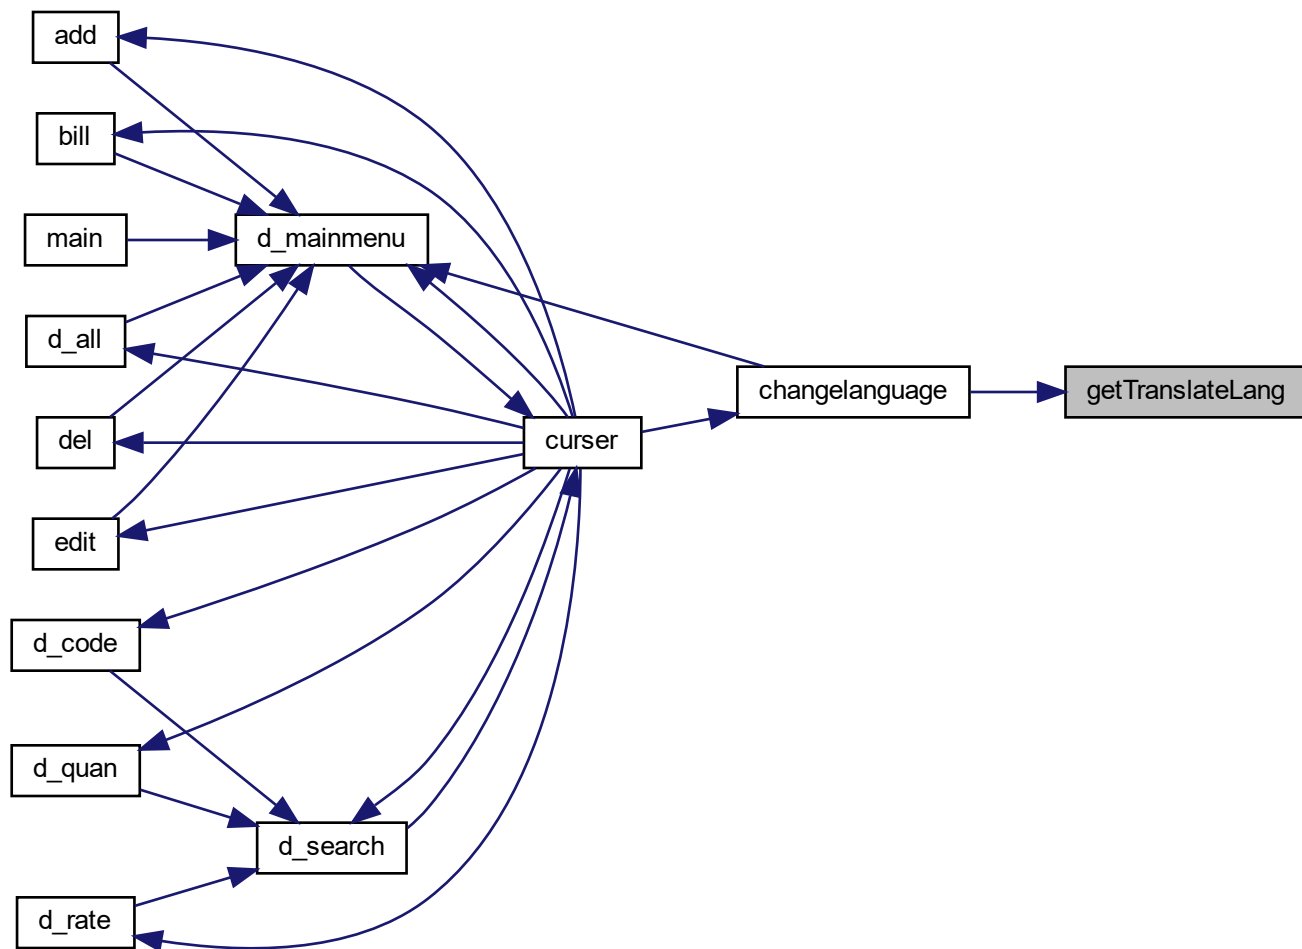 add
bill
main
d_mainmenu
d_all
changelanguage
getTranslateLang
del
curser
edit
d_code
d_quan
d_search
d_rate